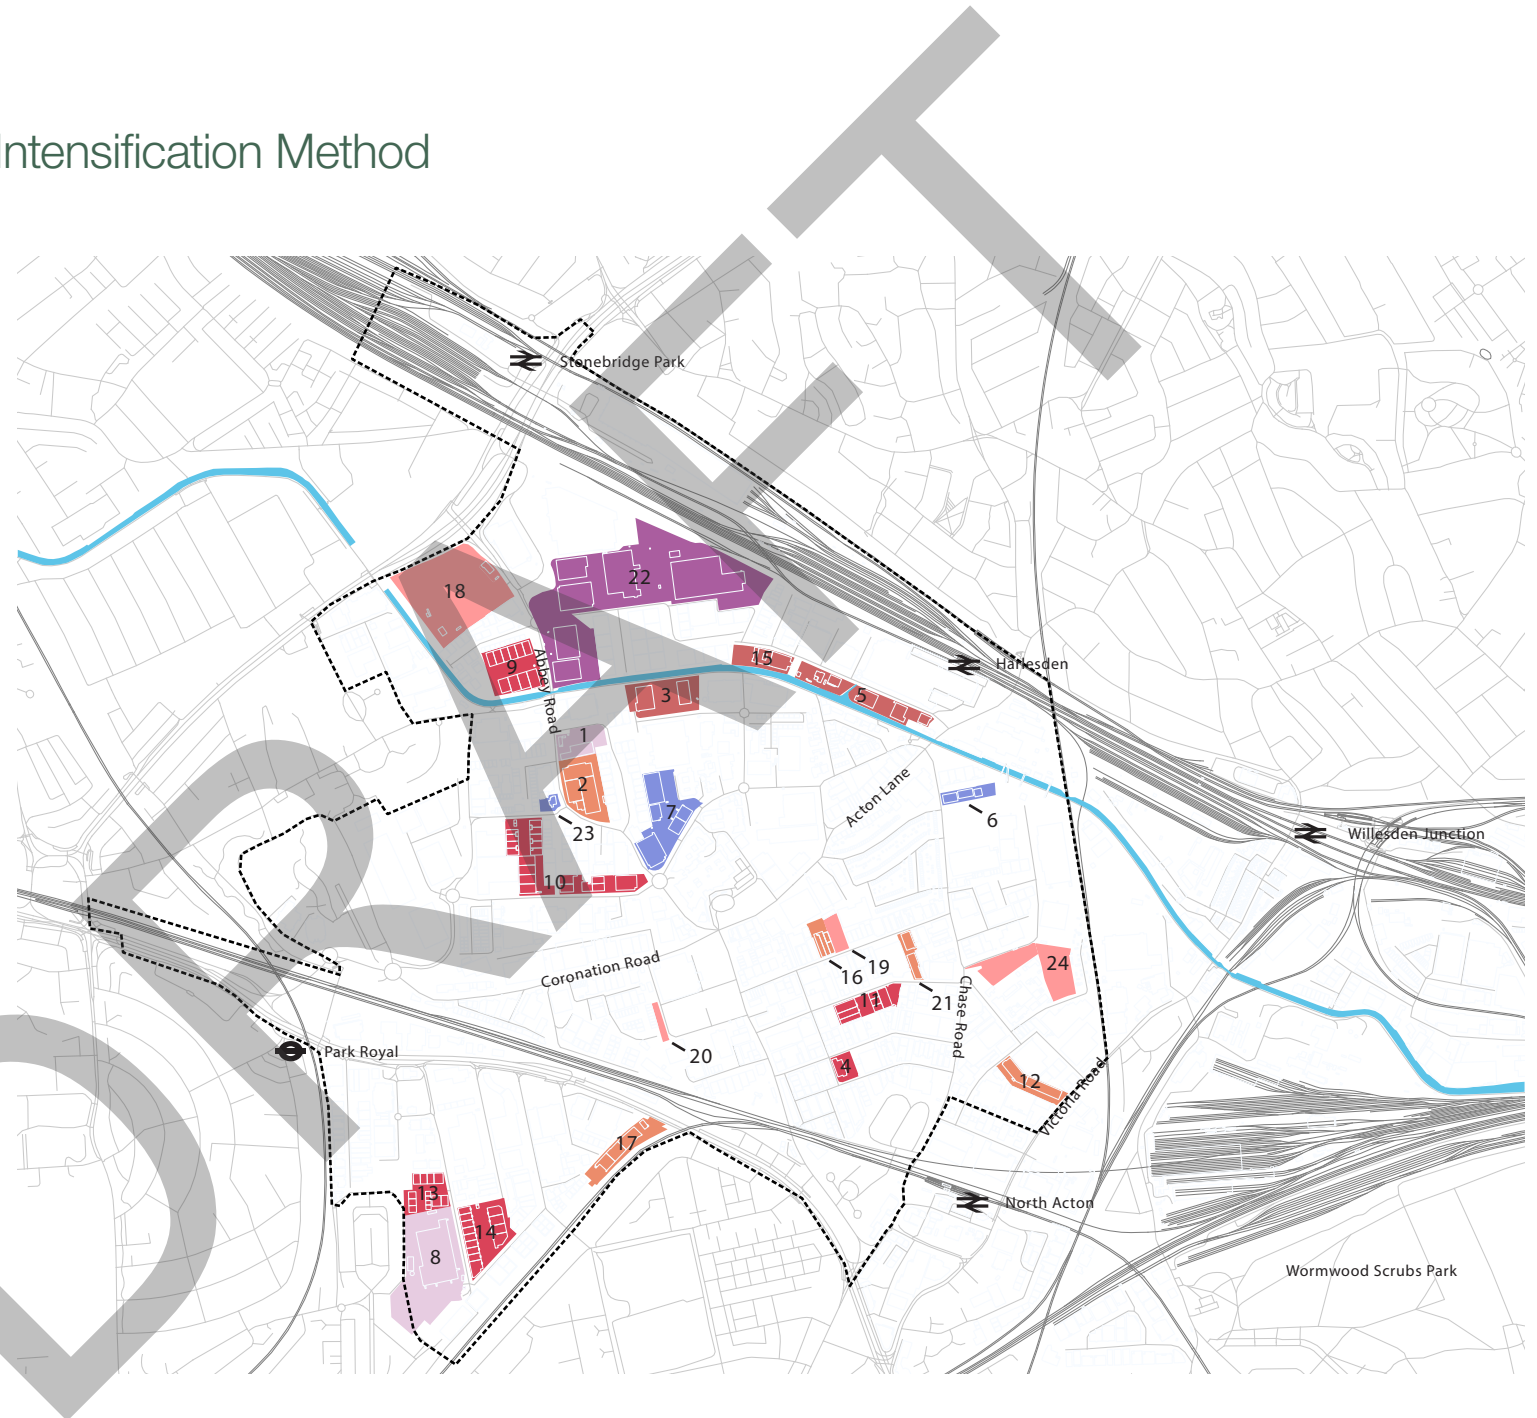 Intensification Method
DRAFT
Stonebridge Park
18
22
Harlesden
15
9
Abbey Road
3
5
1
2
7
Acton Lane
6
23
Willesden Junction
10
Coronation Road
19
16
24
21
11
Chase Road
Park Royal
20
4
12
Victoria Road
17
13
North Acton
14
8
Wormwood Scrubs Park